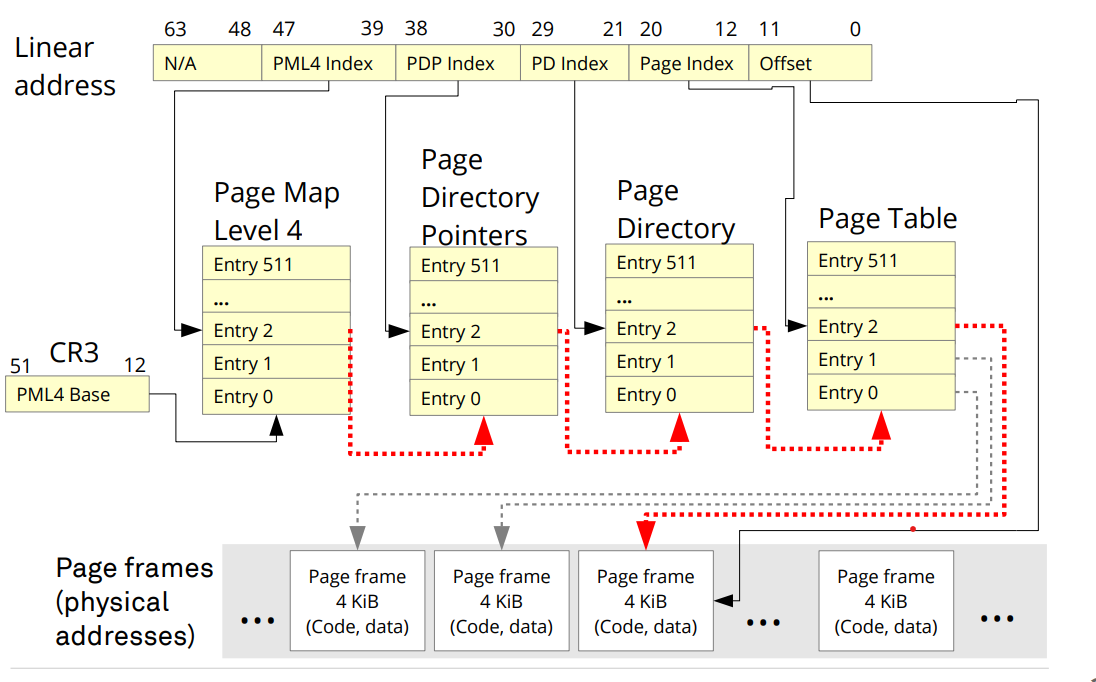 63 48 47 39 38 30 29 21 20 12 11 0
Linear
address
N/A PML4 Index PDP Index PD Index Page Index Offset
Page Map
Level 4
Entry 511
...
Entry 2
Entry 1
Entry 0
Page
Directory
Pointers
Entry 511
...
Entry 2
Entry 1
Entry 0
Page
Directory
Entry 511
...
Entry 2
Entry 1
Entry 0
Page Table
Entry 511
...
Entry 2
Entry 1
Entry 0
CR3
51 12
PML4 Base
Page frames
(physical
addresses)
...
Page frame
4 KiB
(Code, data)
Page frame
4 KiB
(Code, data)
Page frame
4 KiB
(Code, data)
...
Page frame
4 KiB
(Code, data)
...